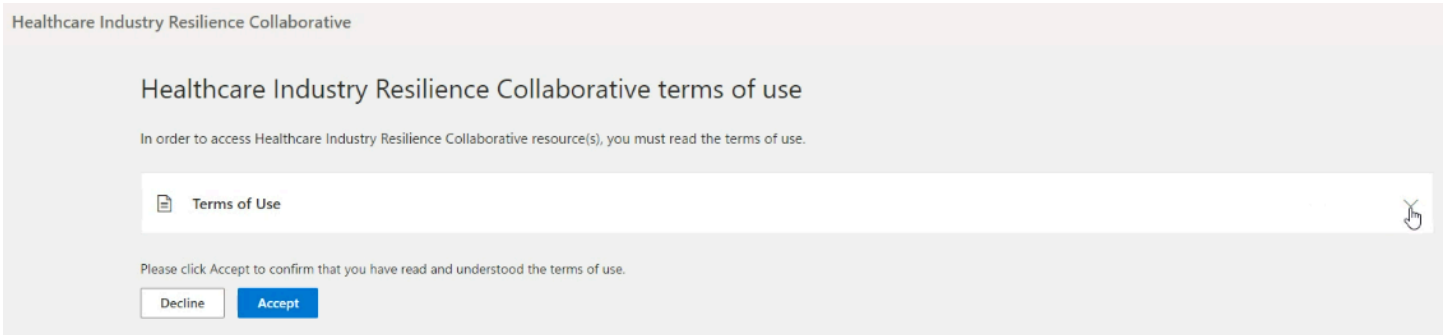 Healthcare Industry Resilience Collaborative
Healthcare Industry Resilience Collaborative terms of use
In order to access Healthcare Industry Resilience Collaborative resource(s), you must read the terms of use.
Terms of Use
Please click Accept to confirm that you have read and understood the terms of use.
Decline Accept